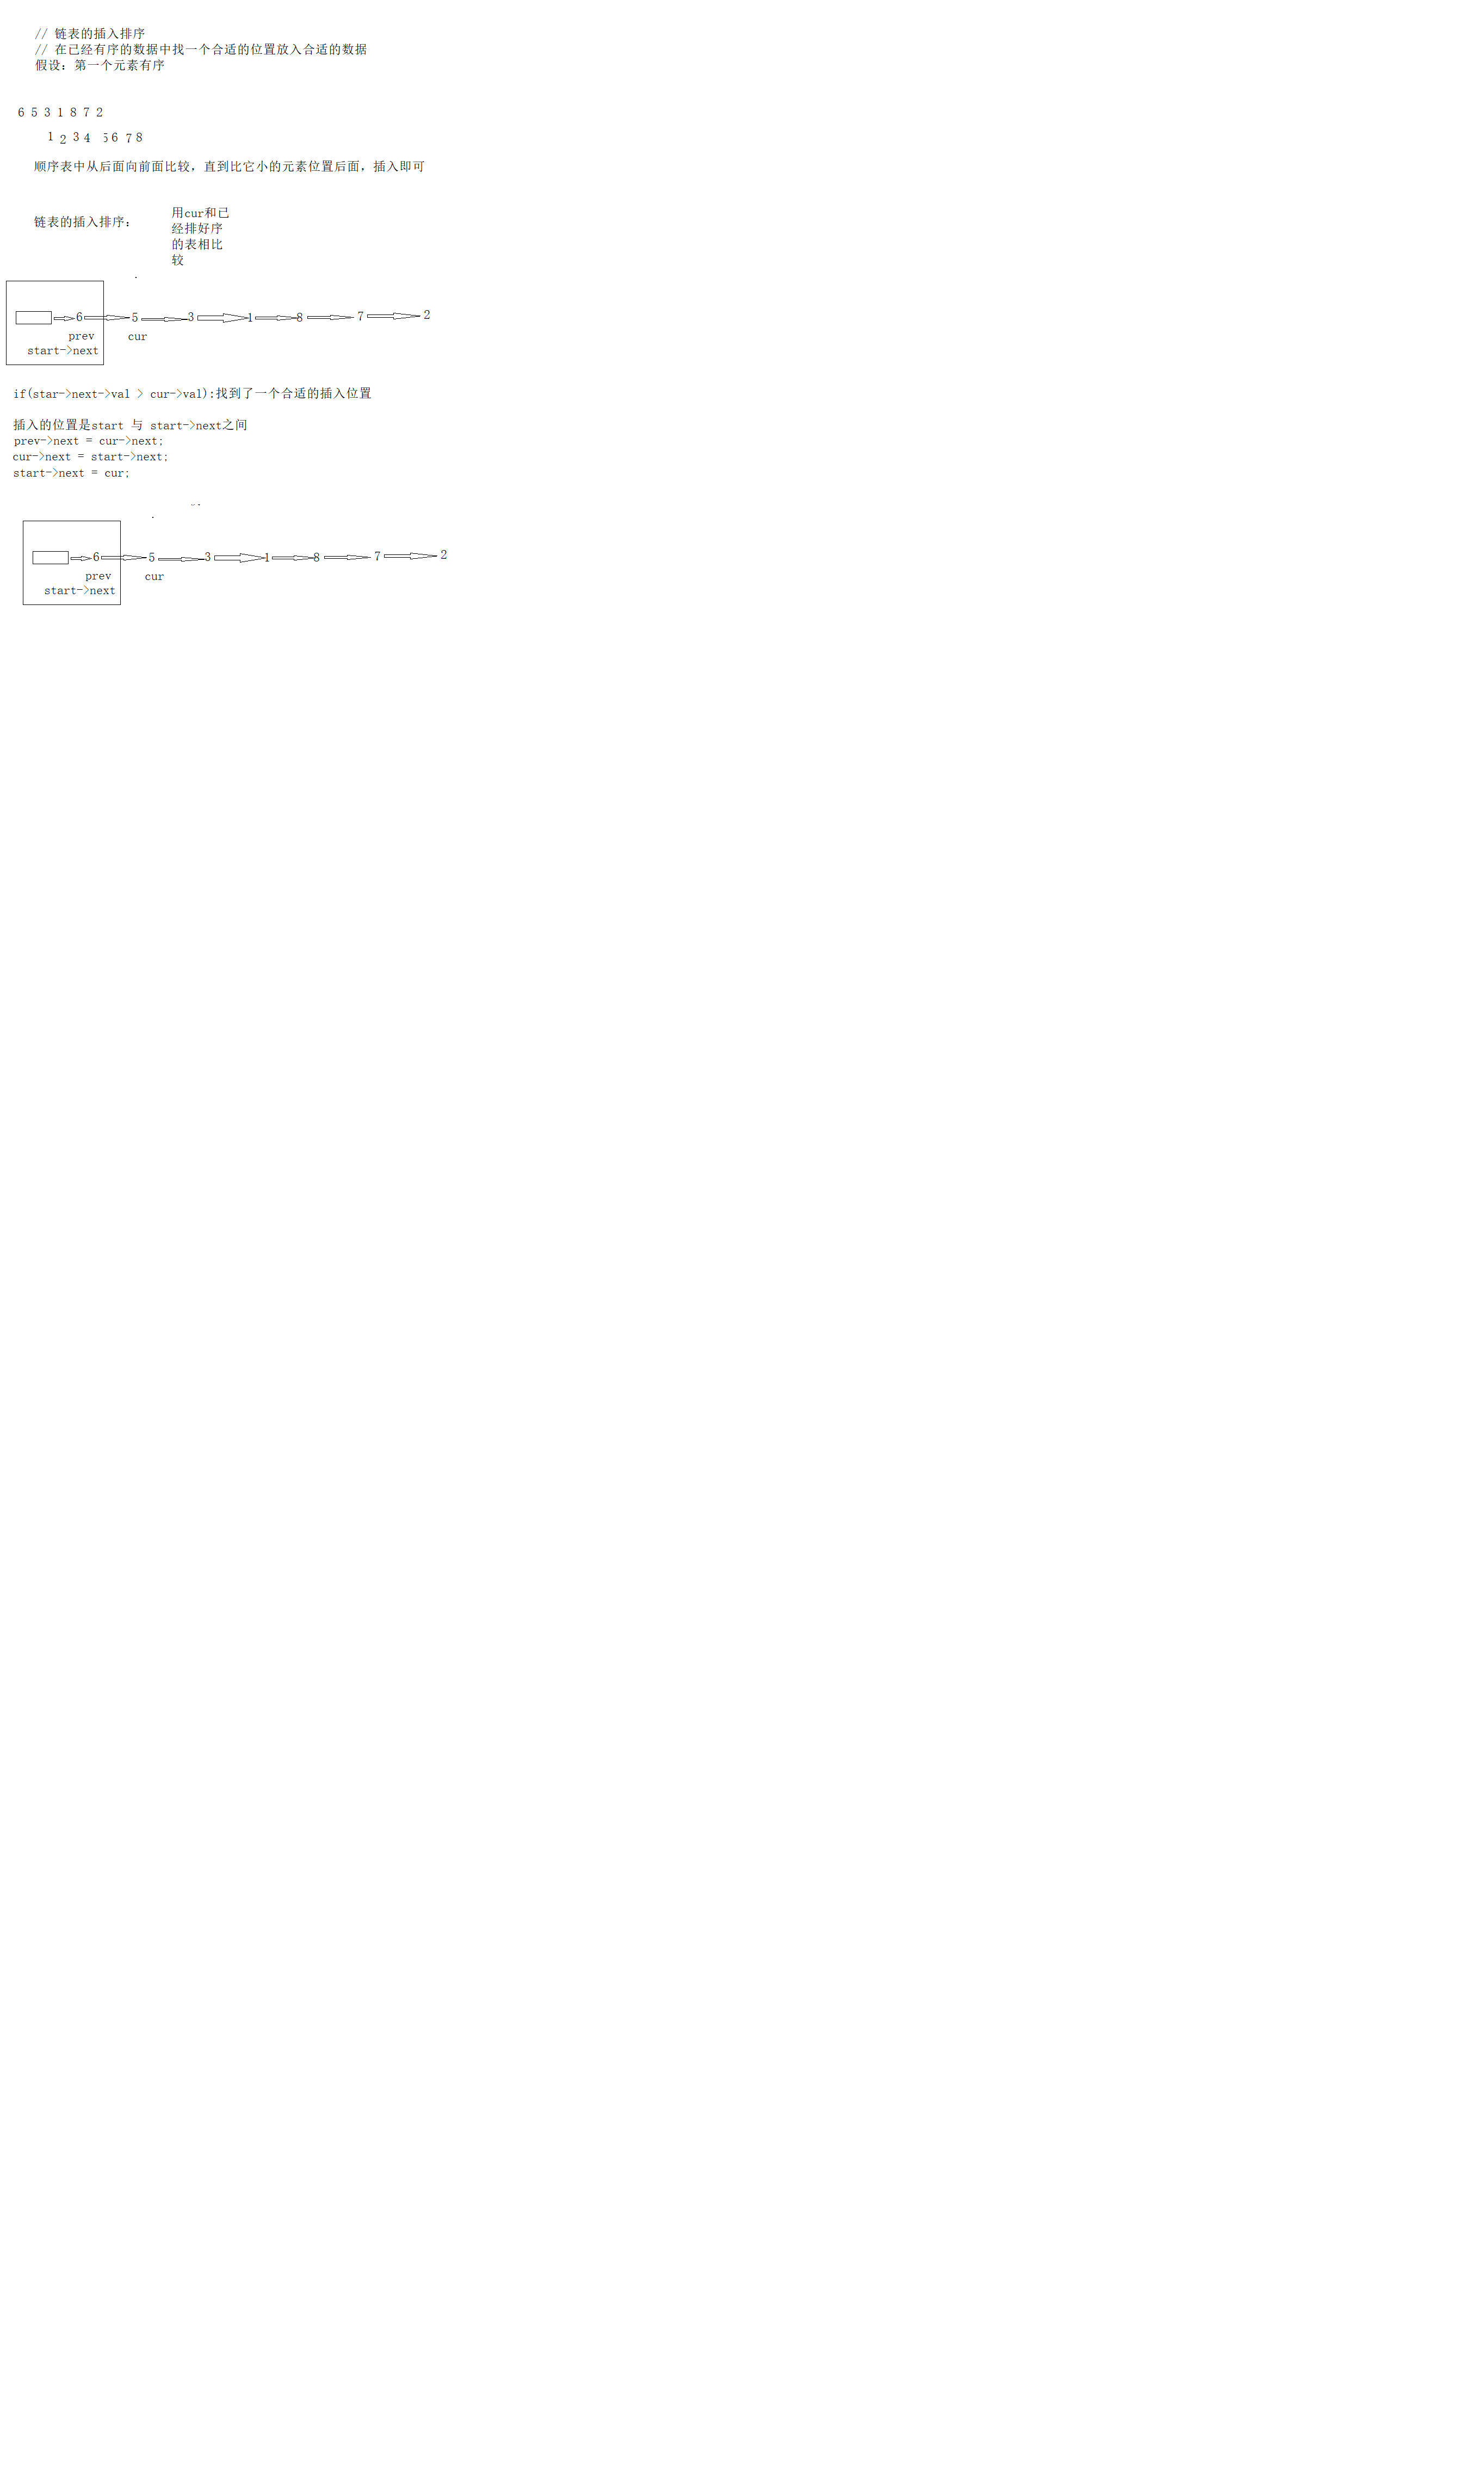 // 链表的插入排序
// 在已经有序的数据中找一个合适的位置放入合适的数据
假设：第一个元素有序
6 5 3 1 8 7 2
1 2 3 4 5 6 7 8
顺序表中从后面向前面比较，直到比它小的元素位置后面，插入即可
链表的插入排序：
用cur和已
经排好序
的表相比
较
6 5 3 1 8 7 2
prev cur
start->next
if(star->next->val > cur->val):找到了一个合适的插入位置
插入的位置是start 与 start->next之间
prev->next = cur->next;
cur->next = start->next;
start->next = cur;
6 5 3 1 8 7 2
prev cur
start->next